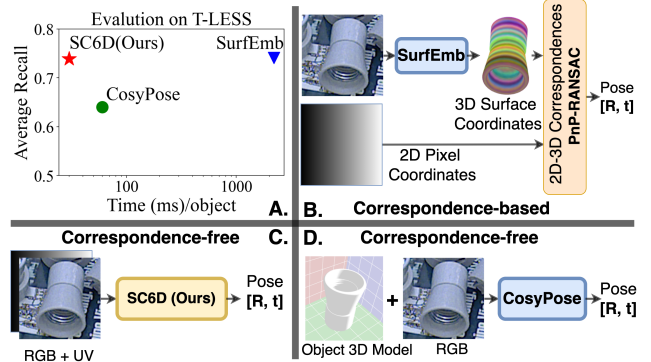 Evalution on T-LESS
0.8
0.7
0.6
0.5
Average Recall
SC6D(Ours)
SurfEmb
CosyPose
100
1000
Time (ms)/object
A.
SurfEmb
3D Surface
Coordinates
2D Pixel
Coordinates
2D-3D Correspondences
PnP-RANSAC
Pose
[R, t]
B.
Correspondence-based
Correspondence-free
C.
SC6D (Ours)
Pose
[R, t]
RGB + UV
D.
Correspondence-free
Object 3D Model
+
RGB
CosyPose
Pose
[R, t]